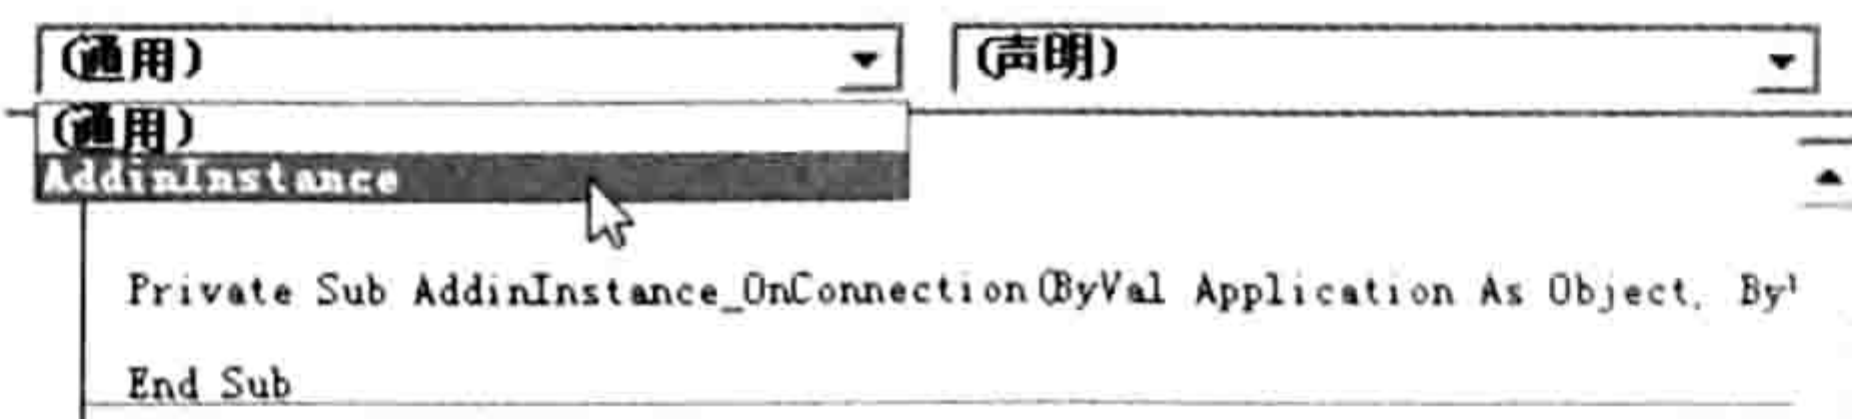 (通用)
(声明)
(通用)
AddinInstance
Private Sub AddinInstance_OnConnection(ByVal Application As Object, By
End Sub